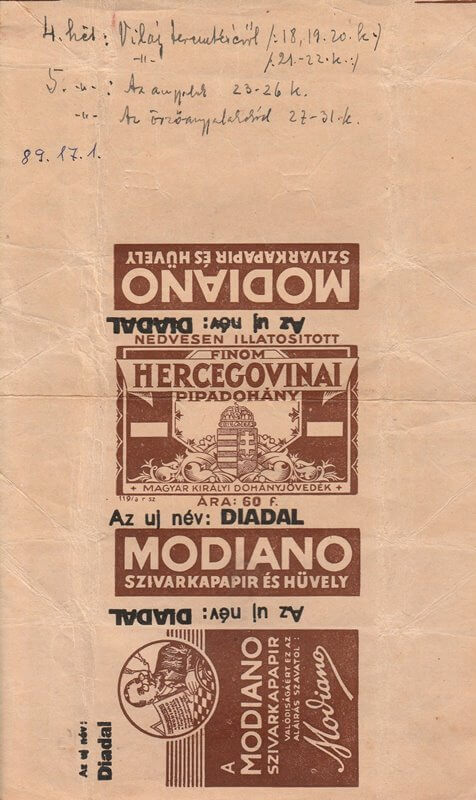 4. hét: Világ teremtéséről /:18, 19. 20. k:/
-"- /:21-22. k:/
5. -"-: Az angyalok 23-26 k.
-"- Az őrzőangyalokról 27-31. k.
89. 17. 1.
MODIANO
SZIVARKAPAPIR ÉS HÜVELY
Az uj név: DIADAL
NEDVESEN ILLATOSÍTOTT
FINOM
HERCEGOVINAI
PIPADOHÁNY
+ MAGYAR KIRÁLYI DOHÁNYJÖVEDÉK +
ÁRA: 60 F.
Az uj név: DIADAL
MODIANO
SZIVARKAPAPIR ÉS HÜVELY
Az uj név: DIADAL
A
MODIANO
SZIVARKAPAPIR
VALÓDISÁGÁÉRT EZ AZ
ALÁÍRÁS SZAVATOL:
Modiano
Az uj név:
Diadal